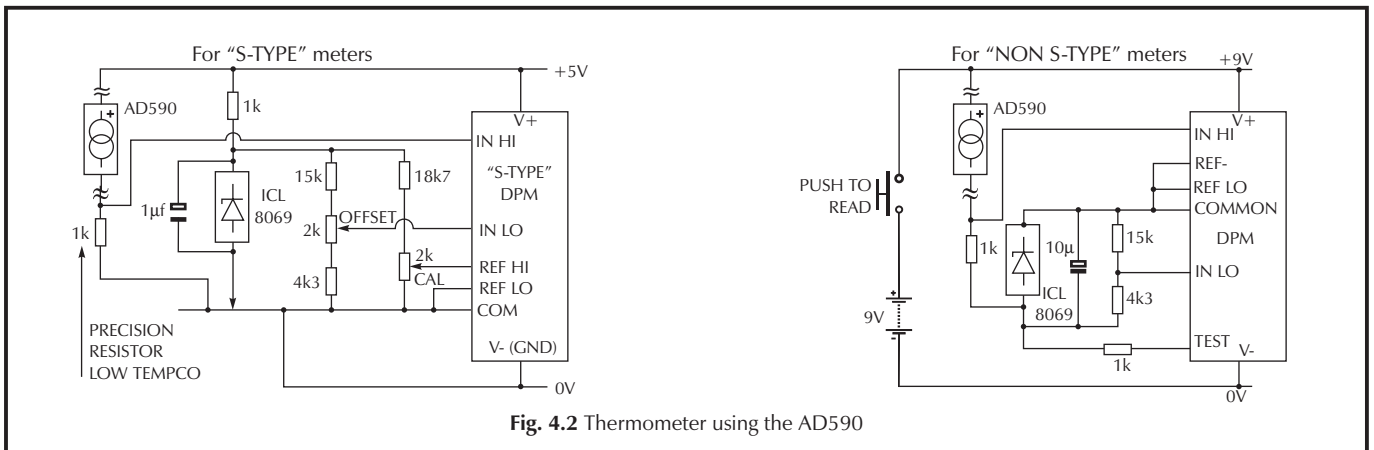 For “S-TYPE” meters
+5V
AD590
1k
V+
IN HI
“S-TYPE”
DPM
15k
18k7
1µf
ICL
8069
OFFSET
2k
IN LO
1k
2k
REF HI
CAL
4k3
REF LO
COM
PRECISION
RESISTOR
LOW TEMPCO
V- (GND)
0V
For “NON S-TYPE” meters
+9V
AD590
V+
IN HI
REF-
PUSH TO
READ
REF LO
COMMON
1k
10µ
15k
DPM
IN LO
ICL
8069
4k3
9V
TEST
V-
1k
0V
Fig. 4.2 Thermometer using the AD590